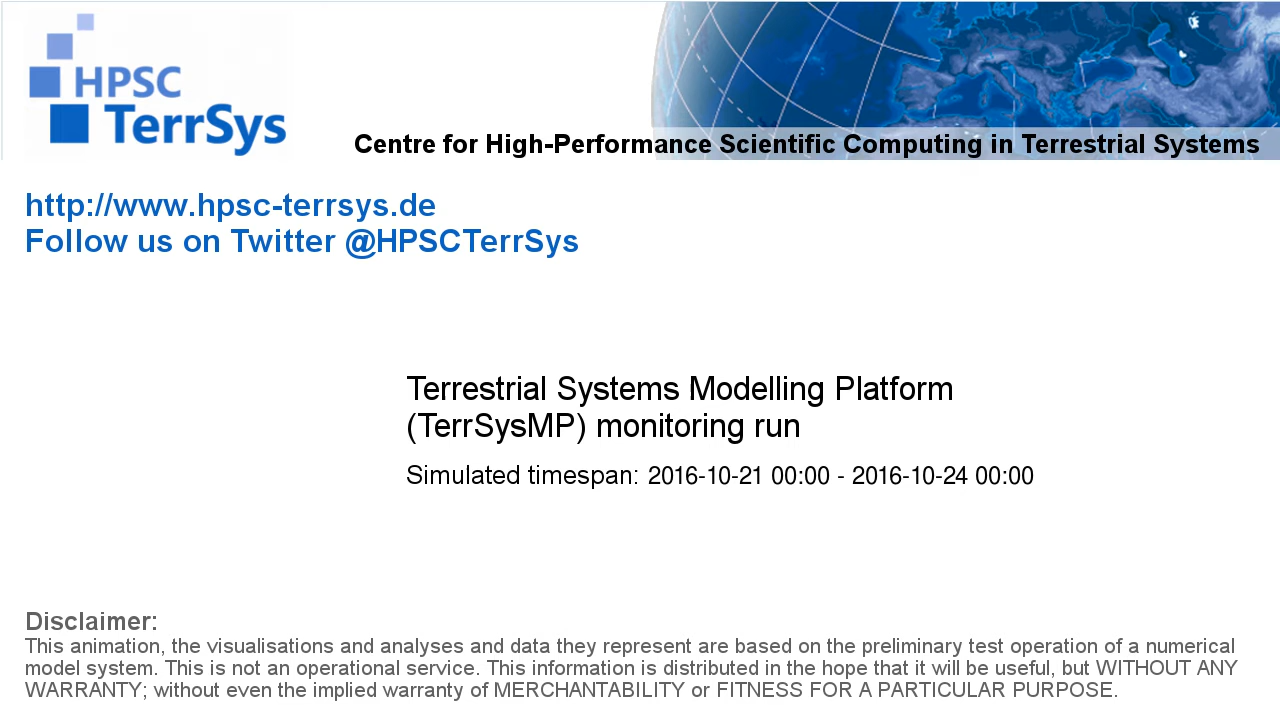 HPSC
TerrSys
Centre for High-Performance Scientific Computing in Terrestrial Systems
http://www.hpsc-terrsys.de
Follow us on Twitter @HPSCTerrSys
Terrestrial Systems Modelling Platform
(TerrSysMP) monitoring run
Simulated timespan: 2016-10-21 00:00 - 2016-10-24 00:00
Disclaimer:
This animation, the visualisations and analyses and data they represent are based on the preliminary test operation of a numerical
model system. This is not an operational service. This information is distributed in the hope that it will be useful, but WITHOUT ANY
WARRANTY; without even the implied warranty of MERCHANTABILITY or FITNESS FOR A PARTICULAR PURPOSE.